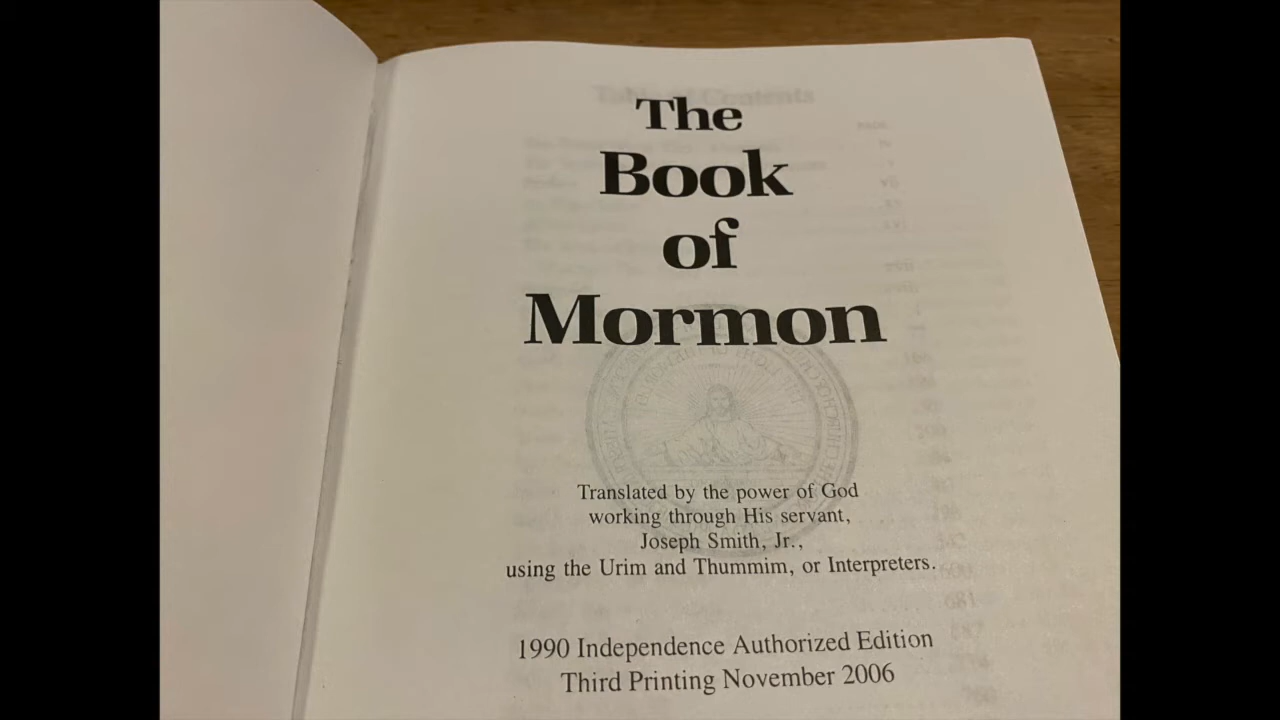 The
Book
of
Mormon
Translated by the power of God
working through His servant,
Joseph Smith, Jr.,
using the Urim and Thummim, or Interpreters.
1990 Independence Authorized Edition
Third Printing November 2006